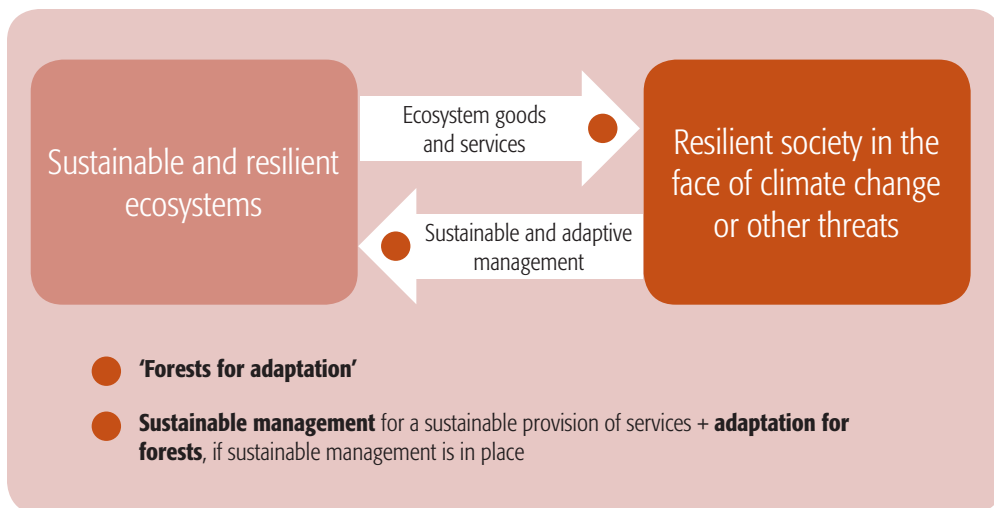 Sustainable and resilient
ecosystems
Ecosystem goods
and services
Sustainable and adaptive
management
Resilient society in the
face of climate change
or other threats
‘Forests for adaptation’
Sustainable management for a sustainable provision of services + adaptation for
forests, if sustainable management is in place